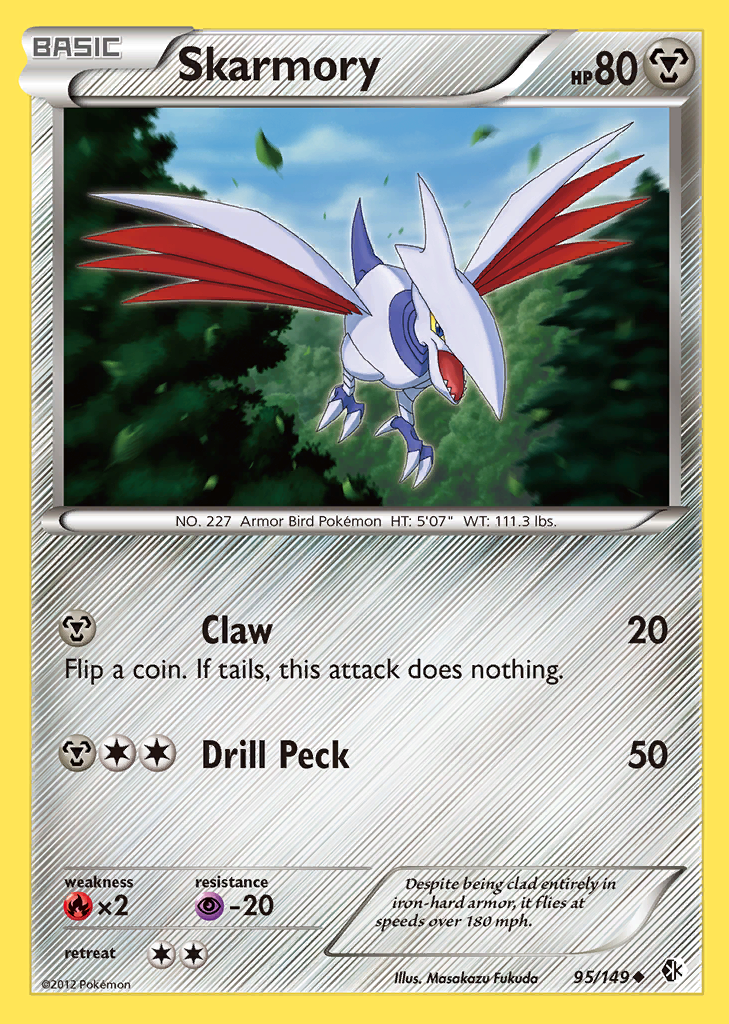 BASIC
Skarmory
HP80
NO. 227 Armor Bird Pokémon HT: 5'07" WT: 111.3 lbs.
Claw 20
Flip a coin. If tails, this attack does nothing.
Drill Peck 50
weakness resistance
×2 -20
retreat
Despite being clad entirely in
iron-hard armor, it flies at
speeds over 180 mph.
©2012 Pokémon
Illus. Masakazu Fukuda
95/149